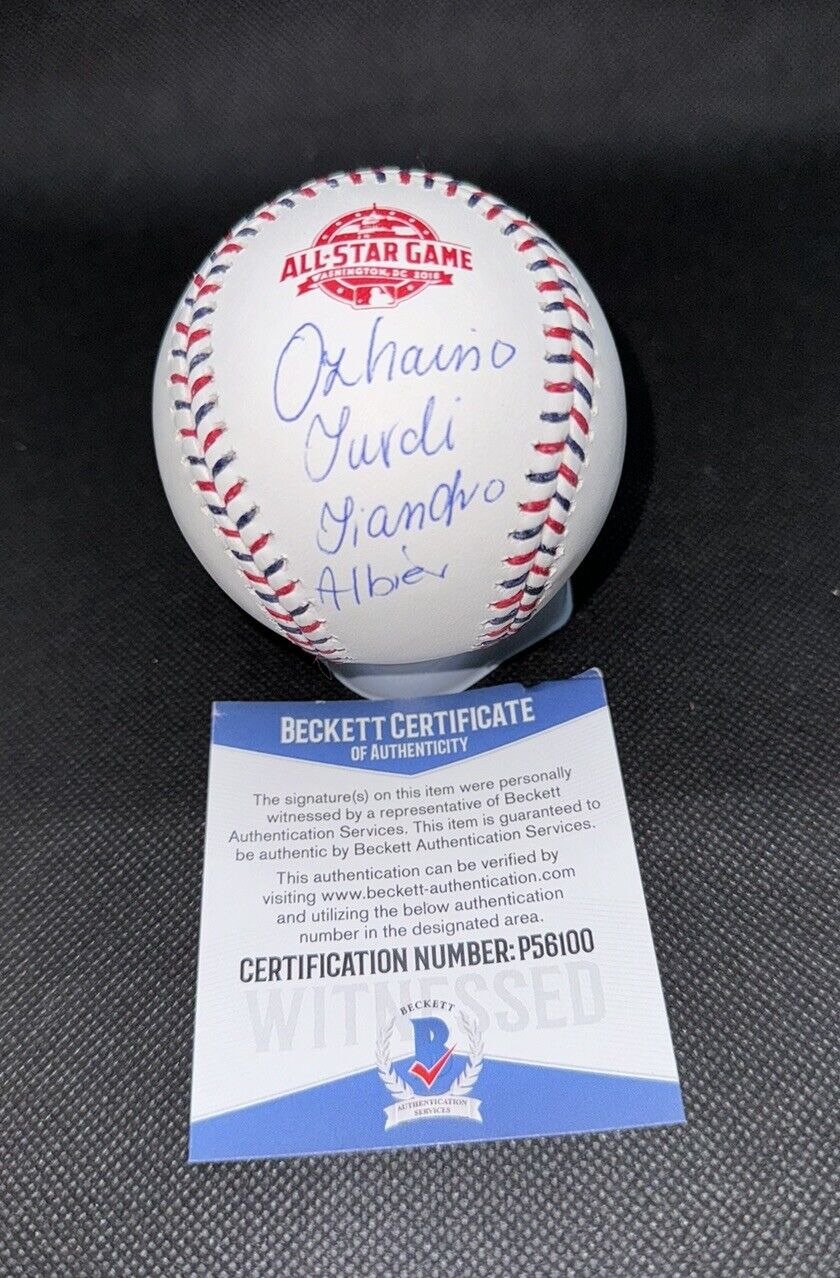 ALL-STAR GAME
WASHINGTON, DC 2018
Ozhaino
Jurdi
Jiandro
Albier
BECKETT CERTIFICATE
OF AUTHENTICITY
The signature(s) on this item were personally
witnessed by a representative of Beckett
Authentication Services. This item is guaranteed to
be authentic by Beckett Authentication Services.
This authentication can be verified by
visiting www.beckett-authentication.com
and utilizing the below authentication
number in the designated area.
CERTIFICATION NUMBER: P56100
WITNESSED
BECKETT
B
AUTHENTICATION
SERVICES